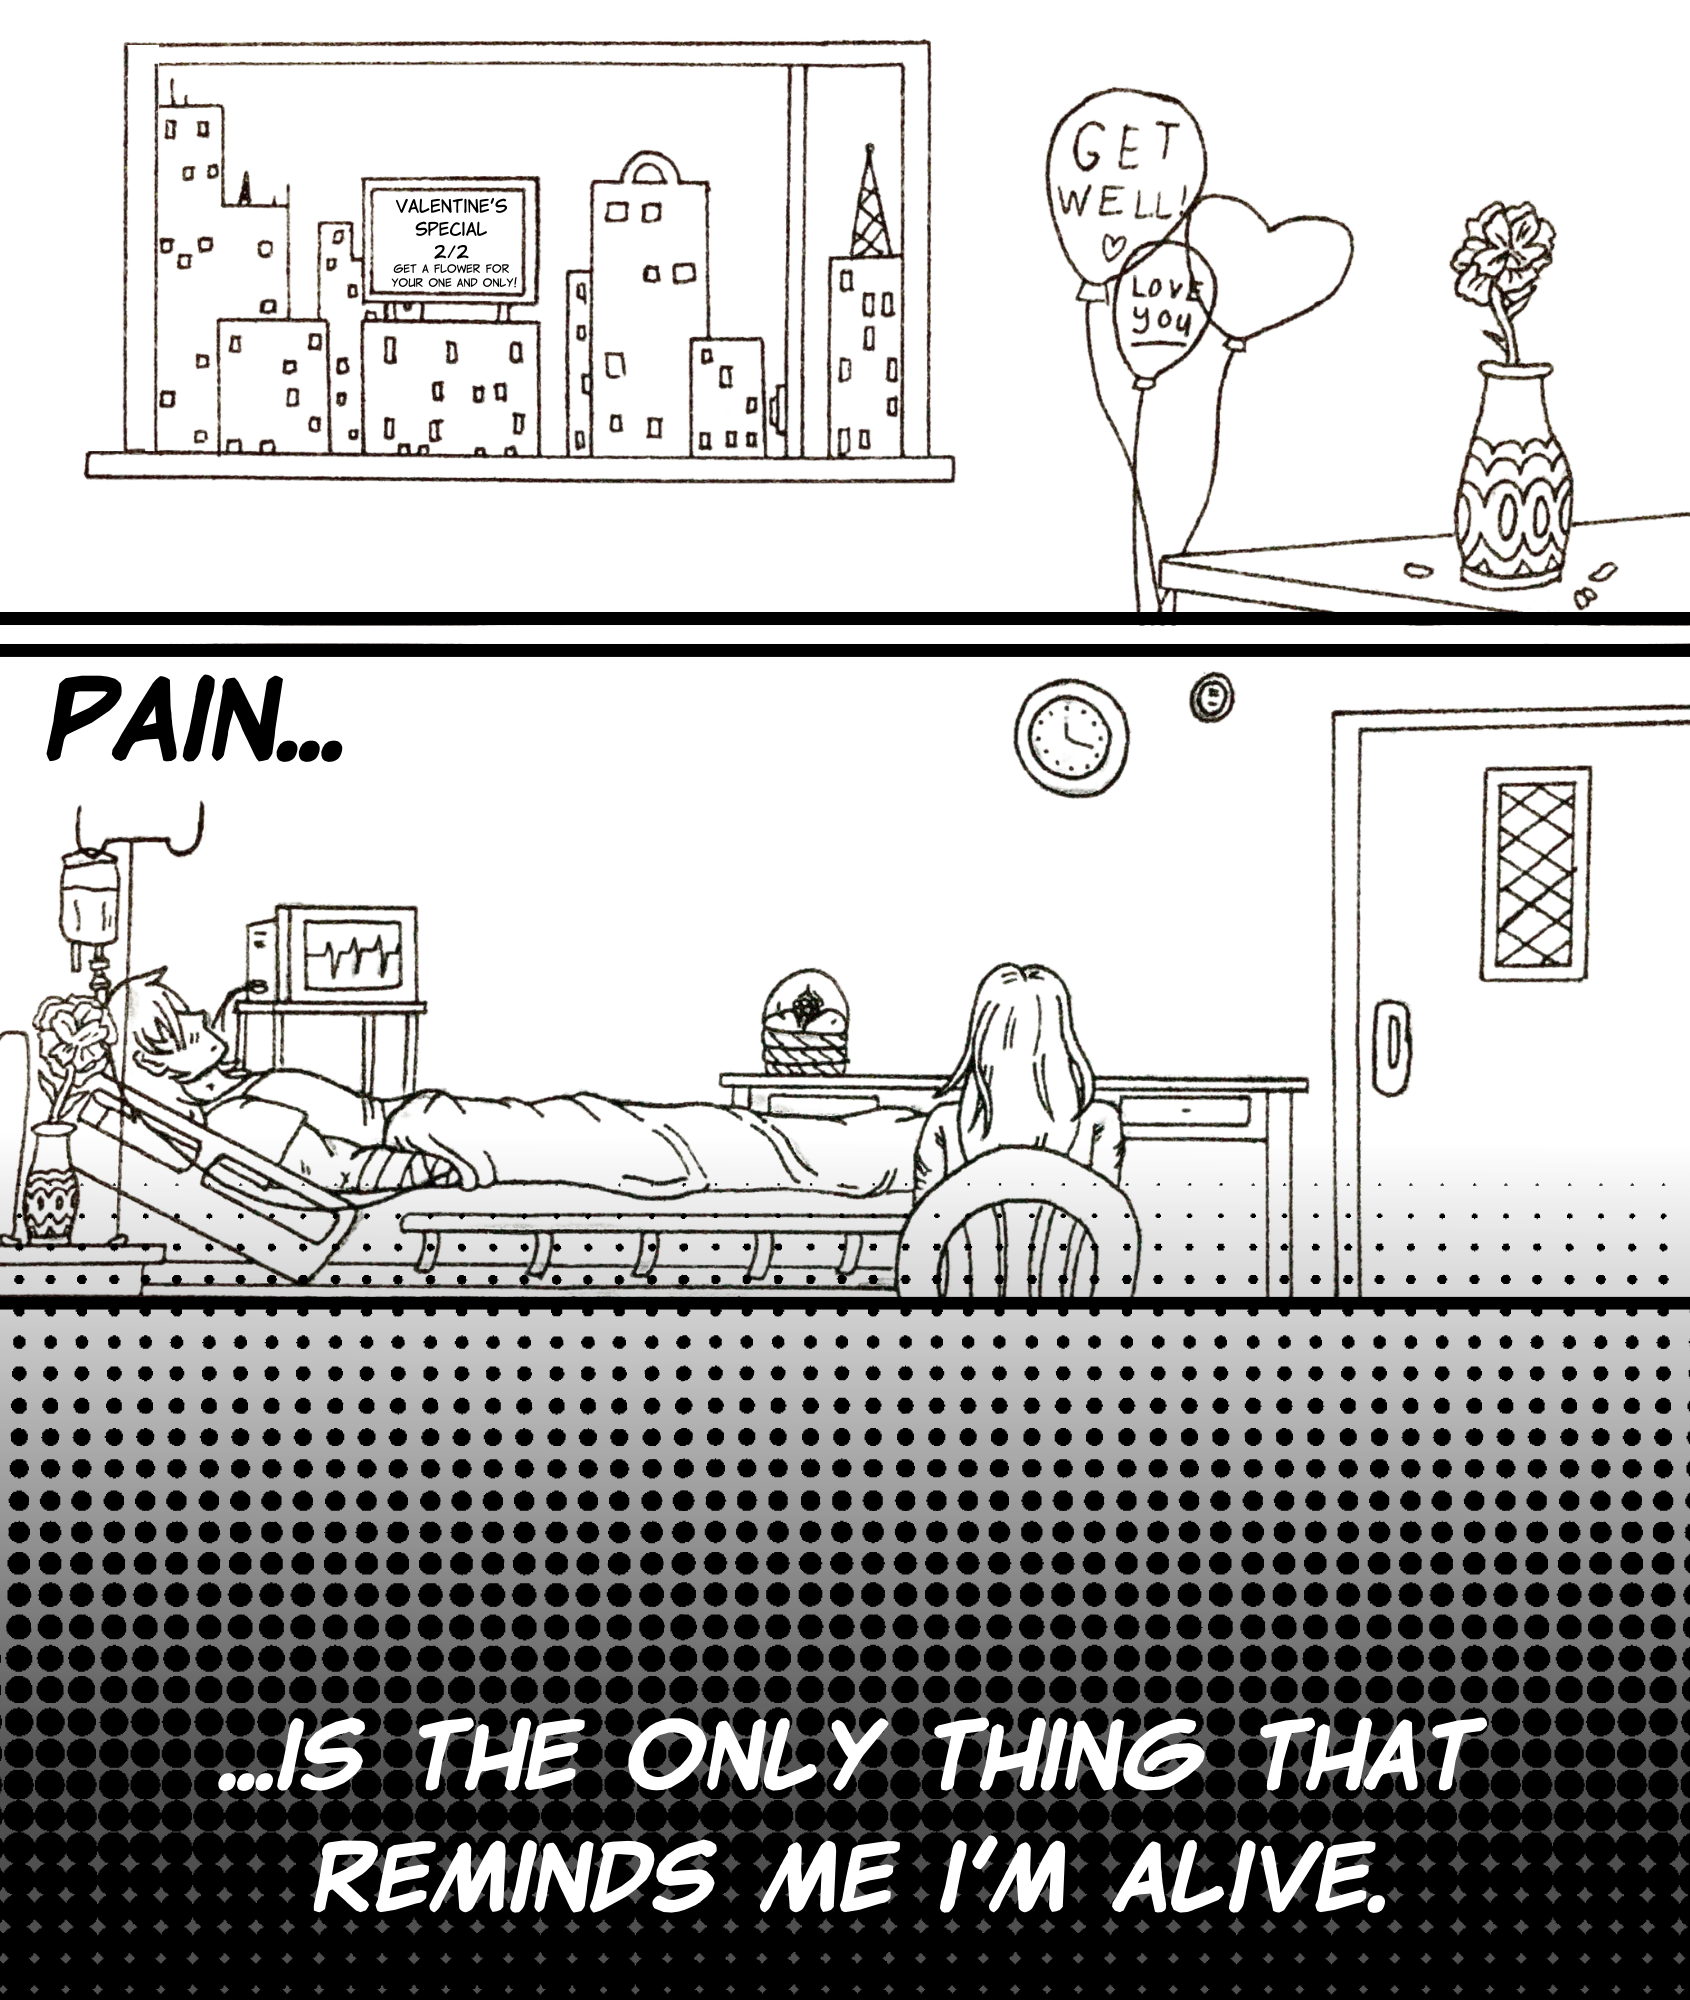 VALENTINE'S
SPECIAL
2/2
GET A FLOWER FOR
YOUR ONE AND ONLY!
GET
WELL!
LOVE
YOU
PAIN...
...IS THE ONLY THING THAT
REMINDS ME I'M ALIVE.